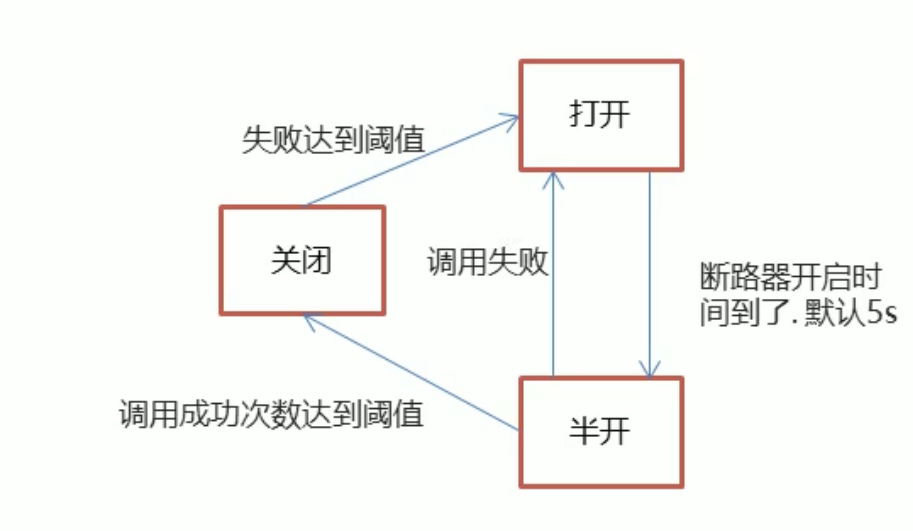 打开
失败达到阈值
关闭
调用失败
断路器开启时
间到了. 默认5s
调用成功次数达到阈值
半开